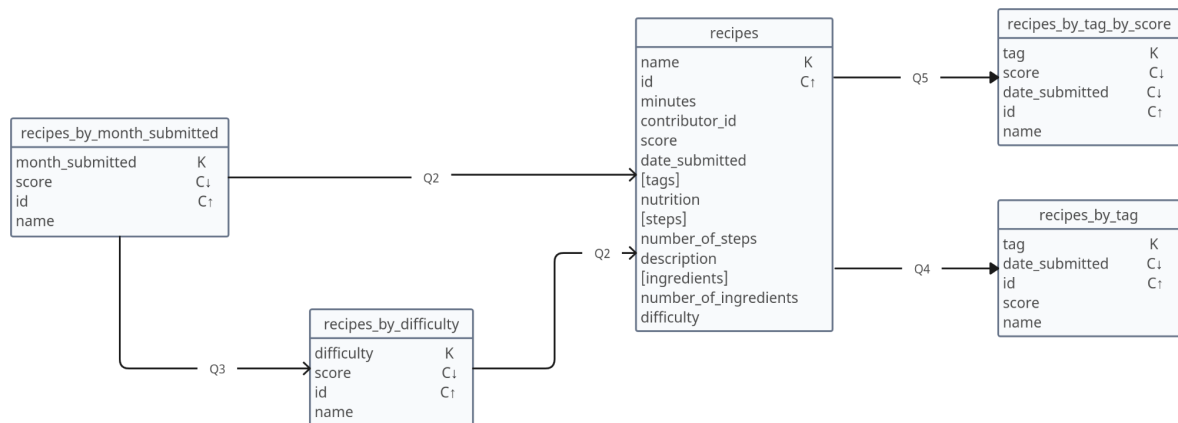 recipes_by_month_submitted
month_submitted K
score C↓
id C↑
name
Q2
Q3
recipes_by_difficulty
difficulty K
score C↓
id C↑
name
Q2
recipes
name K
id C↑
minutes
contributor_id
score
date_submitted
[tags]
nutrition
[steps]
number_of_steps
description
[ingredients]
number_of_ingredients
difficulty
Q5
recipes_by_tag_by_score
tag K
score C↓
date_submitted C↓
id C↑
name
Q4
recipes_by_tag
tag K
date_submitted C↓
id C↑
score
name